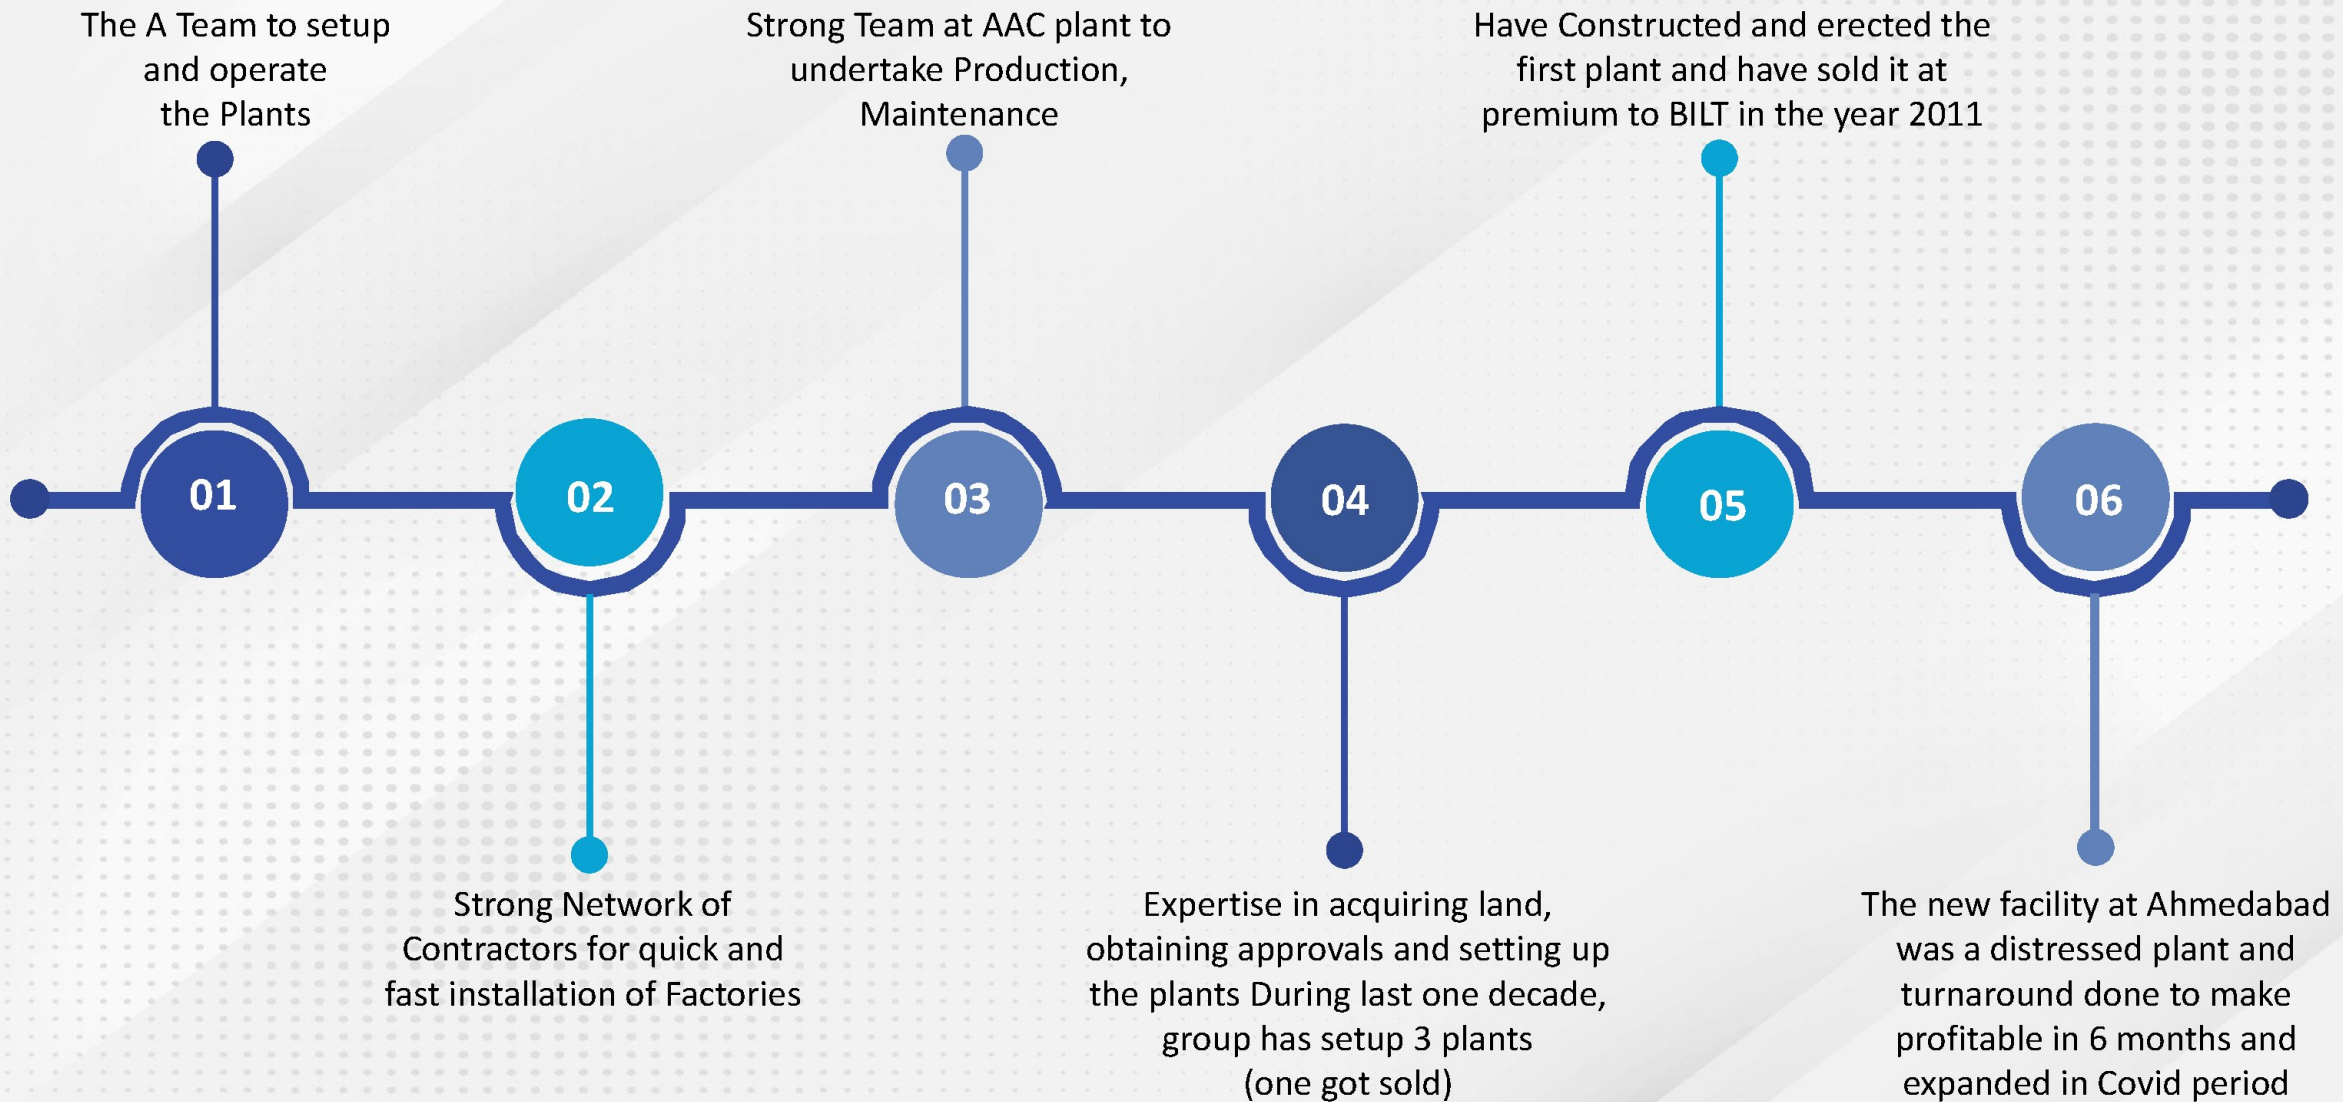 The A Team to setup
and operate
the Plants
Strong Team at AAC plant to
undertake Production,
Maintenance
Have Constructed and erected the
first plant and have sold it at
premium to BILT in the year 2011
01
02
03
04
05
06
Strong Network of
Contractors for quick and
fast installation of Factories
Expertise in acquiring land,
obtaining approvals and setting up
the plants During last one decade,
group has setup 3 plants
(one got sold)
The new facility at Ahmedabad
was a distressed plant and
turnaround done to make
profitable in 6 months and
expanded in Covid period